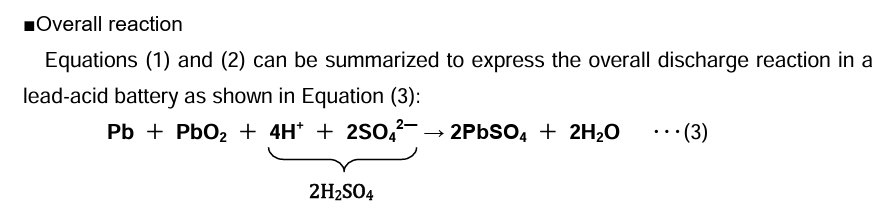 ■Overall reaction
Equations (1) and (2) can be summarized to express the overall discharge reaction in a
lead-acid battery as shown in Equation (3):
Pb + PbO₂ + 4H⁺ + 2SO₄²⁻ → 2PbSO₄ + 2H₂O ···(3)
2H₂SO₄